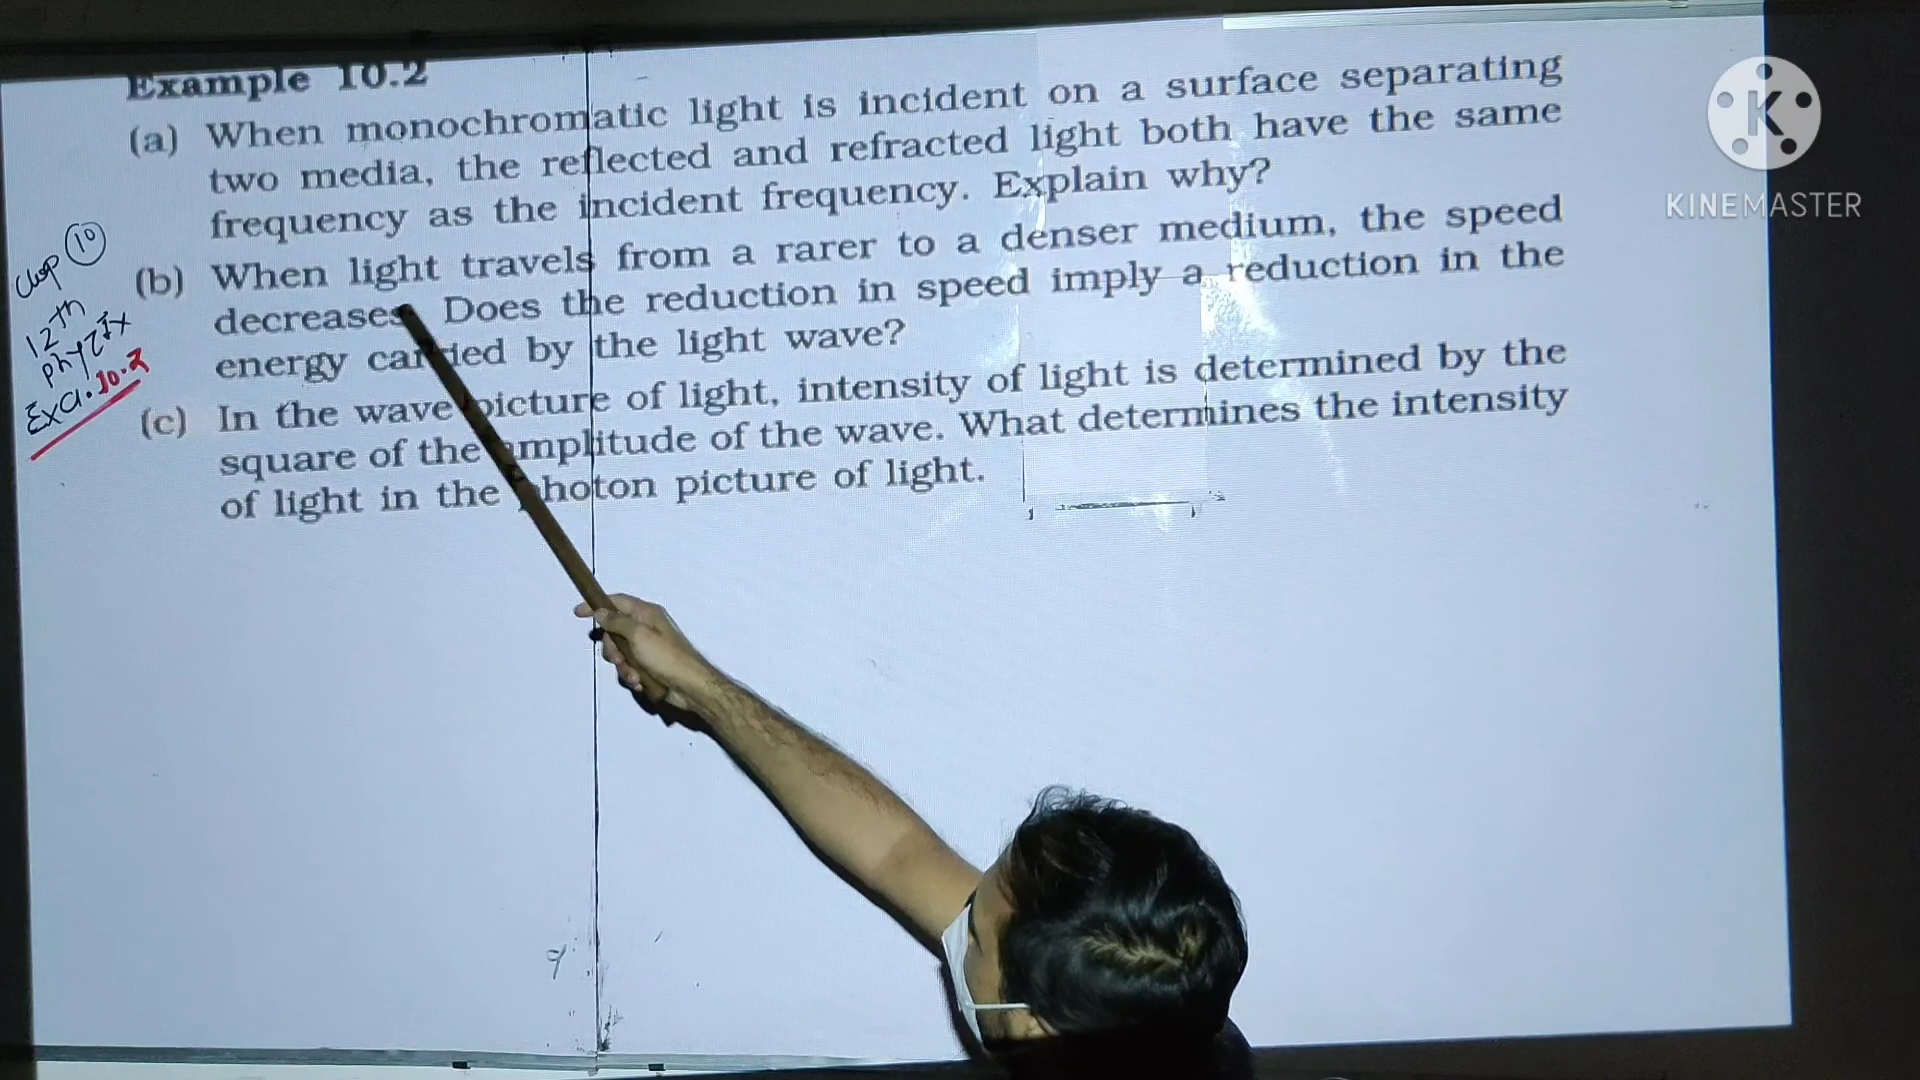 Example 10.2
(a) When monochromatic light is incident on a surface separating
two media, the reflected and refracted light both have the same
frequency as the incident frequency. Explain why?
(b) When light travels from a rarer to a denser medium, the speed
decreases. Does the reduction in speed imply a reduction in the
energy carried by the light wave?
(c) In the wave picture of light, intensity of light is determined by the
square of the amplitude of the wave. What determines the intensity
of light in the photon picture of light.
Chap 10
12th
Exa. 10.2
K
KINEMASTER